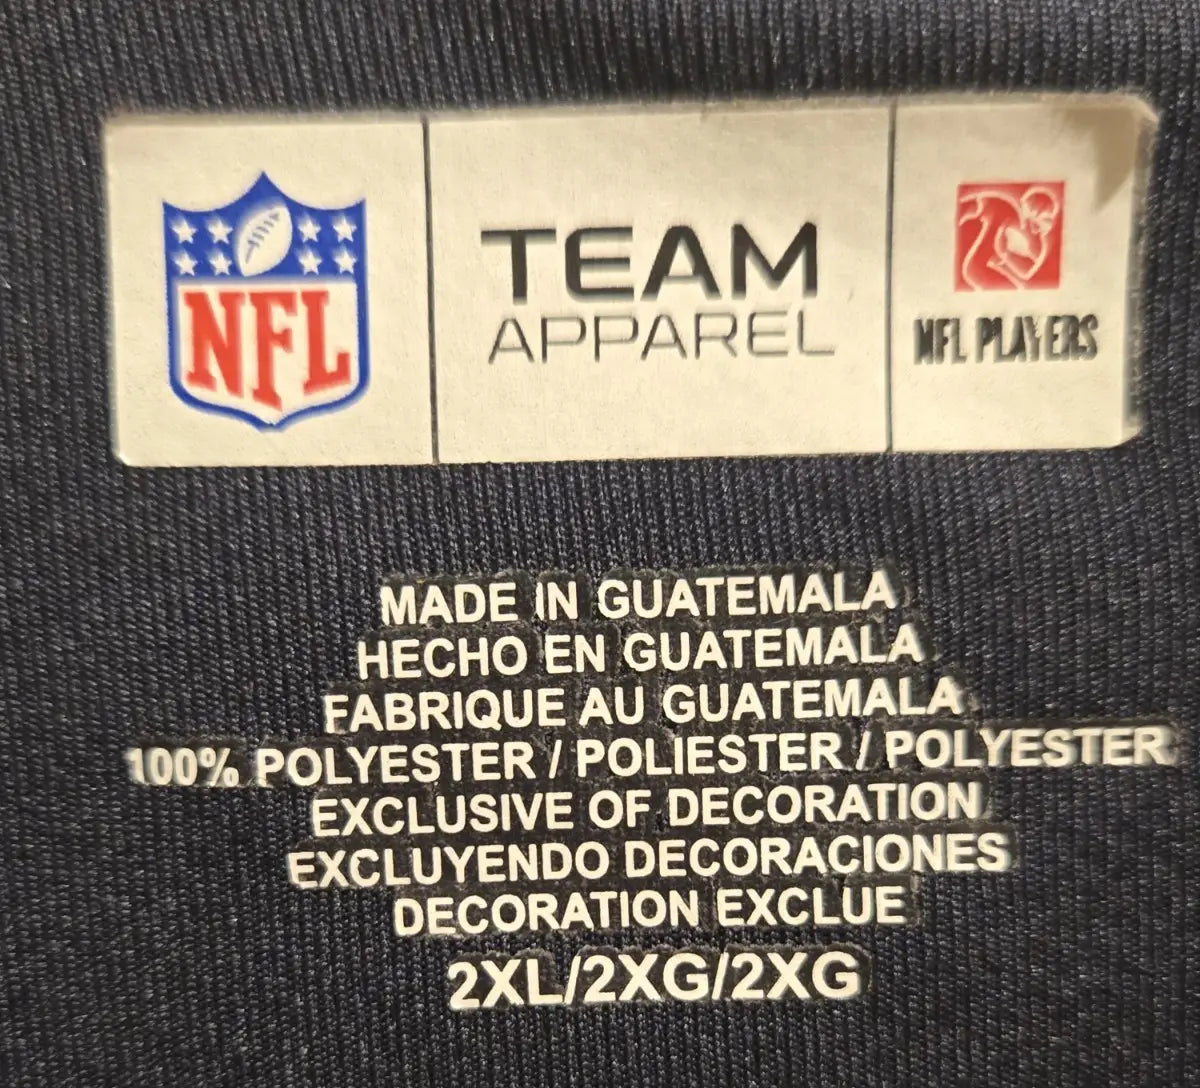 NFL
TEAM
APPAREL
NFL PLAYERS
MADE IN GUATEMALA
HECHO EN GUATEMALA
FABRIQUE AU GUATEMALA
100% POLYESTER / POLIESTER / POLYESTER
EXCLUSIVE OF DECORATION
EXCLUYENDO DECORACIONES
DECORATION EXCLUE
2XL/2XG/2XG